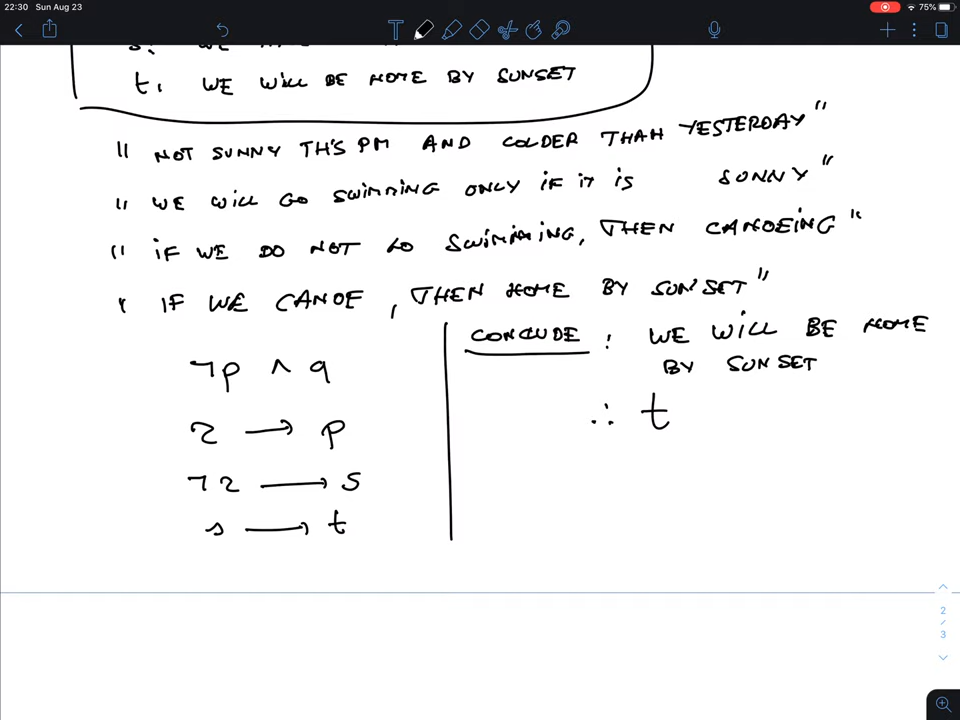 22:30 Sun Aug 23
75%
t: WE WILL BE HOME BY SUNSET
" NOT SUNNY TH'S PM AND COLDER THAN YESTERDAY"
" WE WILL GO SWIMMING ONLY IF IT IS SUNNY"
" IF WE DO NOT GO SWIMMING, THEN CANOEING"
" IF WE CANOE, THEN HOME BY SUNSET"
CONCLUDE : WE WILL BE HOME
BY SUNSET
∴ t
¬p ∧ q
r → p
¬r → s
s → t
2
/
3